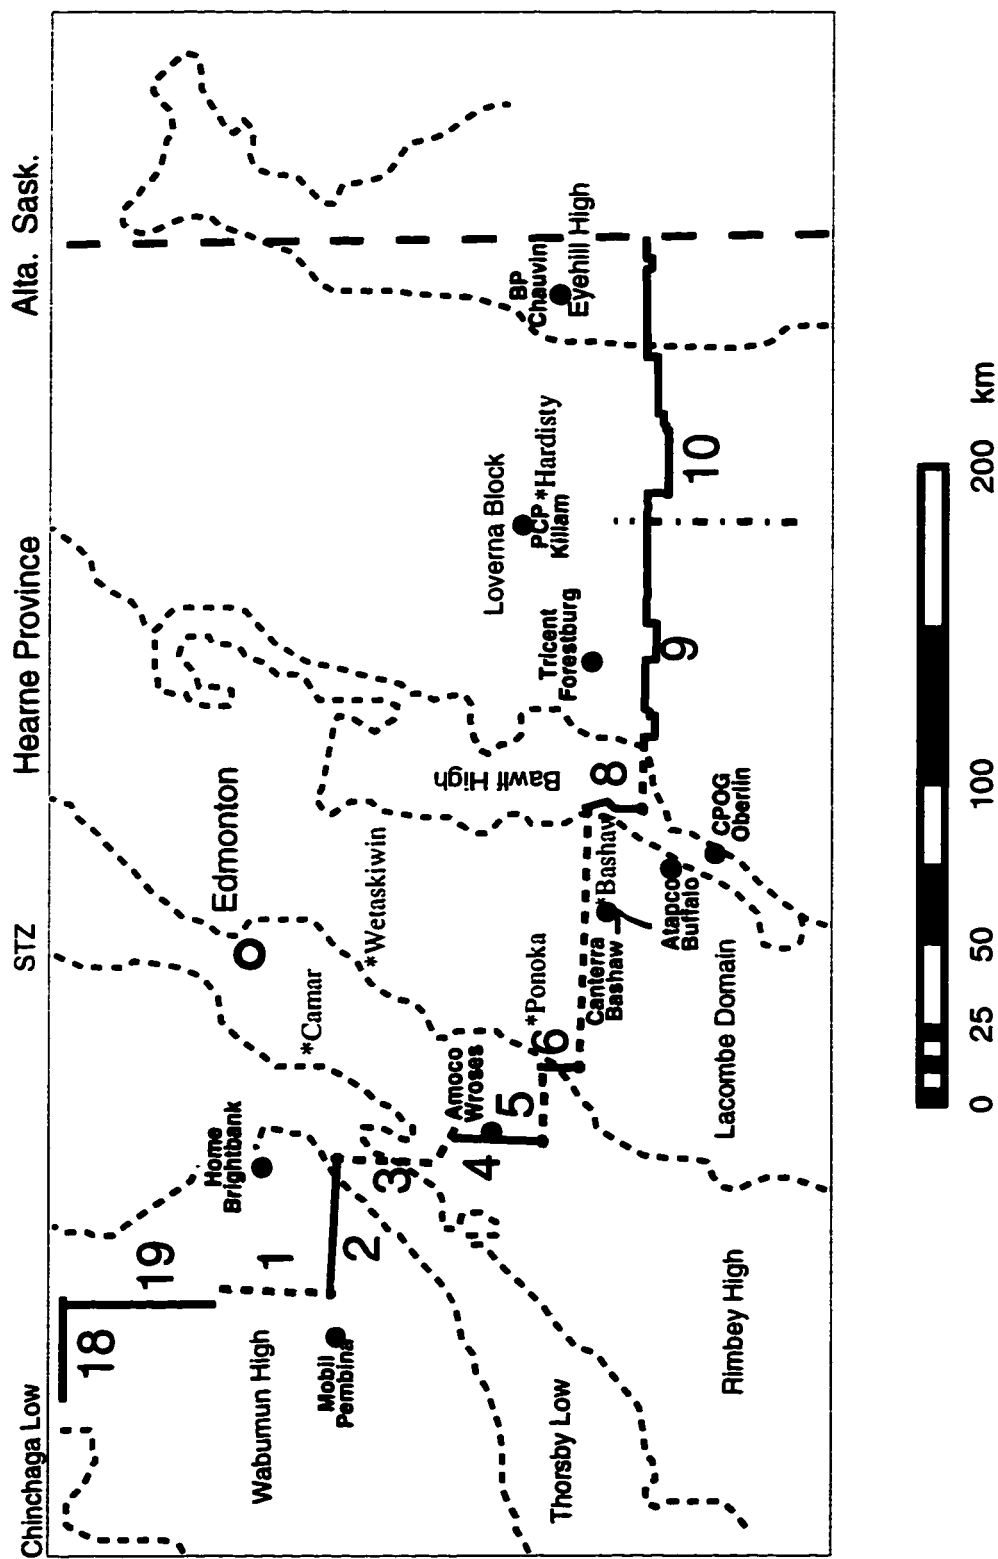 Chinchaga Low
STZ
Hearne Province
Alta. Sask.
18
19
1
Wabumun High
Home
Brightbank
Edmonton
*Camar
Mobil
Pembina
2
3
*Wetaskiwin
Bawlf High
Loverna Block
PCP *Hardisty
Killam
BP
Chauvin
Eyehill High
Amoco
Wroses
4
5
6
*Ponoka
Tricent
Forestburg
Thorsby Low
Canterra
Bashaw
*Bashaw
8
9
10
Atapco
Buffalo
CPOG
Oberlin
Rimbey High
Lacombe Domain
0 25 50 100 200 km